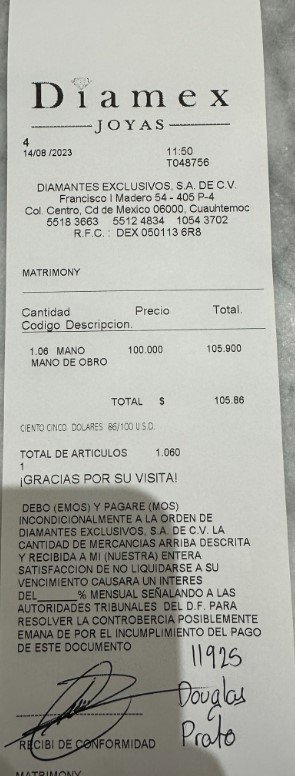 Diamex
JOYAS
4
14/08 /2023 11:50
T048756
DIAMANTES EXCLUSIVOS, S.A. DE C.V.
Francisco I Madero 54 - 405 P-4
Col. Centro, Cd de Mexico 06000, Cuauhtemoc
5518 3663 5512 4834 1054 3702
R.F.C. : DEX 050113 6R8
MATRIMONY
Cantidad Precio Total.
Codigo Descripcion.
1.06 MANO 100.000 105.900
MANO DE OBRO
TOTAL $ 105.86
CIENTO CINCO DOLARES 86/100 U.S.D.
TOTAL DE ARTICULOS 1.060
1
¡GRACIAS POR SU VISITA!
DEBO (EMOS) Y PAGARE (MOS)
INCONDICIONALMENTE A LA ORDEN DE
DIAMANTES EXCLUSIVOS, S.A. DE C.V. LA
CANTIDAD DE MERCANCIAS ARRIBA DESCRITA
Y RECIBIDA A MI (NUESTRA) ENTERA
SATISFACCION DE NO LIQUIDARSE A SU
VENCIMIENTO CAUSARA UN INTERES
DEL_____% MENSUAL SEÑALANDO A LAS
AUTORIDADES TRIBUNALES DEL D.F. PARA
RESOLVER LA CONTROBERCIA POSIBLEMENTE
EMANA DE POR EL INCUMPLIMIENTO DEL PAGO
DE ESTE DOCUMENTO
11925
Douglas
Prato
RECIBI DE CONFORMIDAD
MATRIMONY